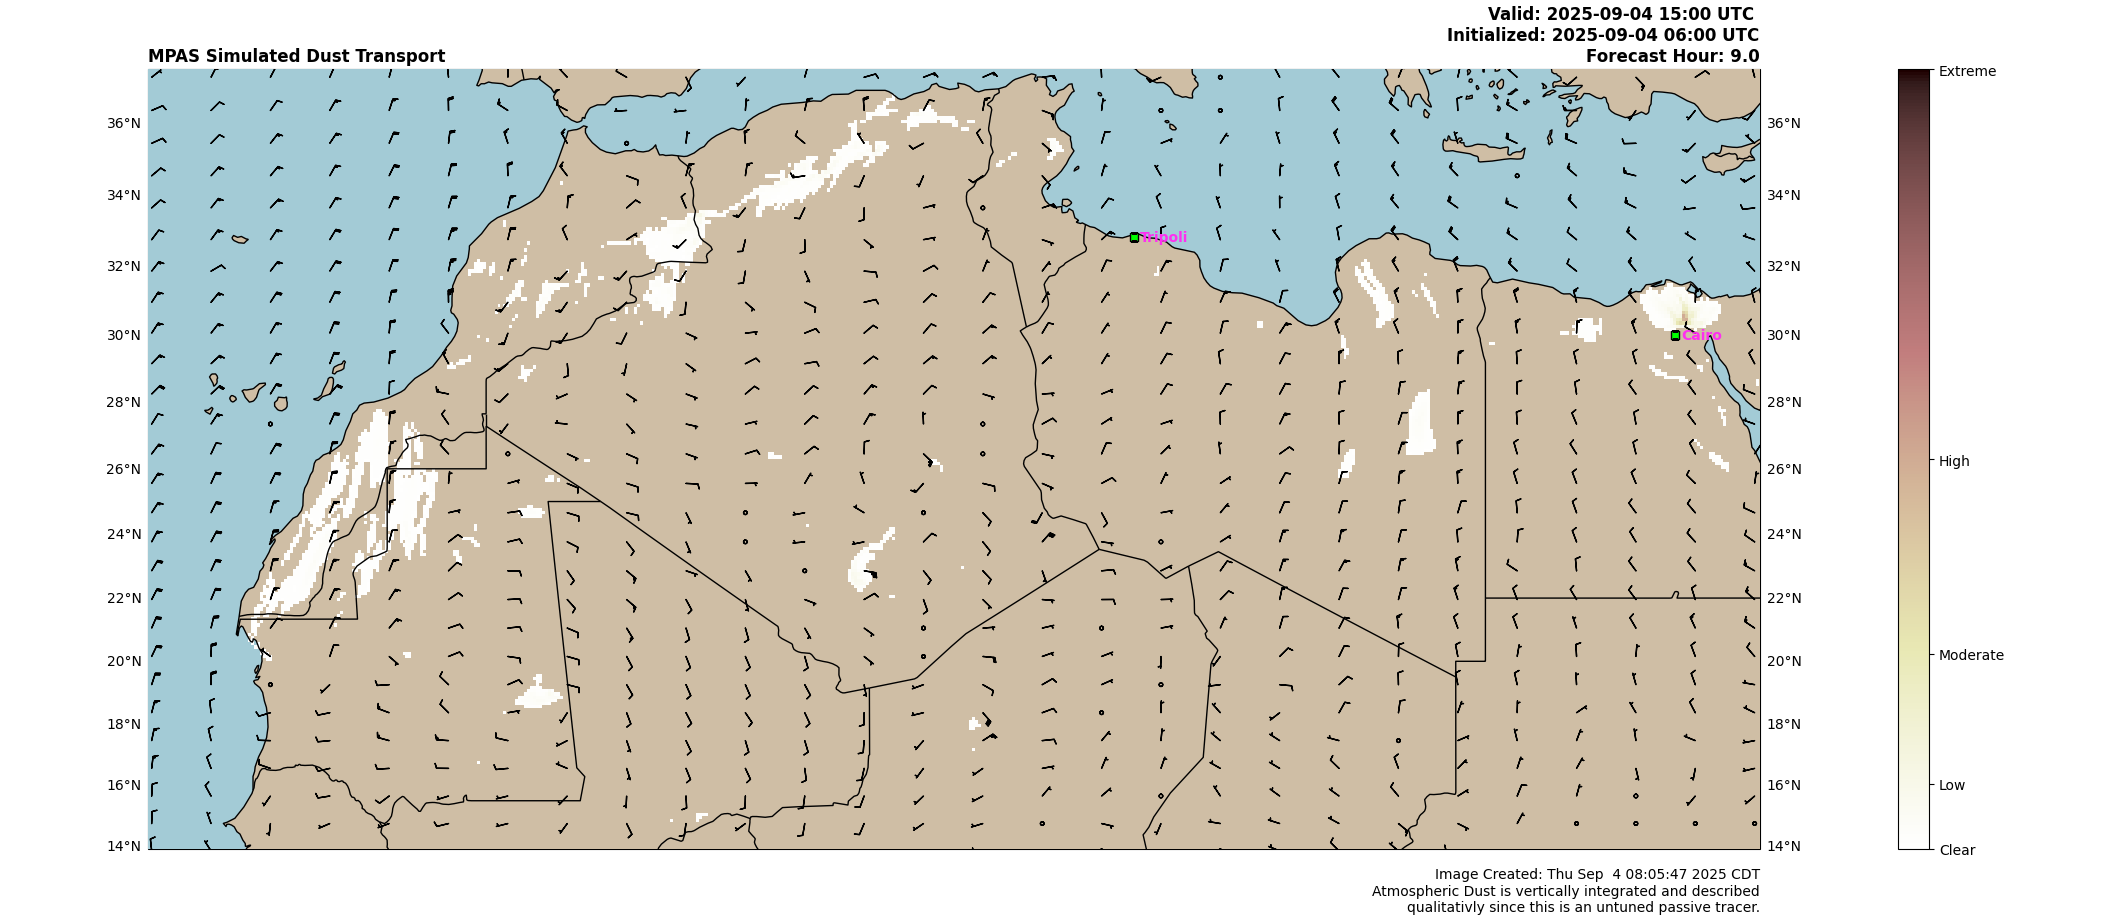 Valid: 2025-09-04 15:00 UTC
Initialized: 2025-09-04 06:00 UTC
MPAS Simulated Dust Transport
Forecast Hour: 9.0
Extreme
36°N
36°N
34°N
34°N
Tripoli
32°N
32°N
30°N
Cairo
30°N
28°N
28°N
26°N
26°N
High
24°N
24°N
22°N
22°N
20°N
20°N
Moderate
18°N
18°N
16°N
16°N
Low
14°N
14°N
Clear
Image Created: Thu Sep  4 08:05:47 2025 CDT
Atmospheric Dust is vertically integrated and described
qualitativly since this is an untuned passive tracer.